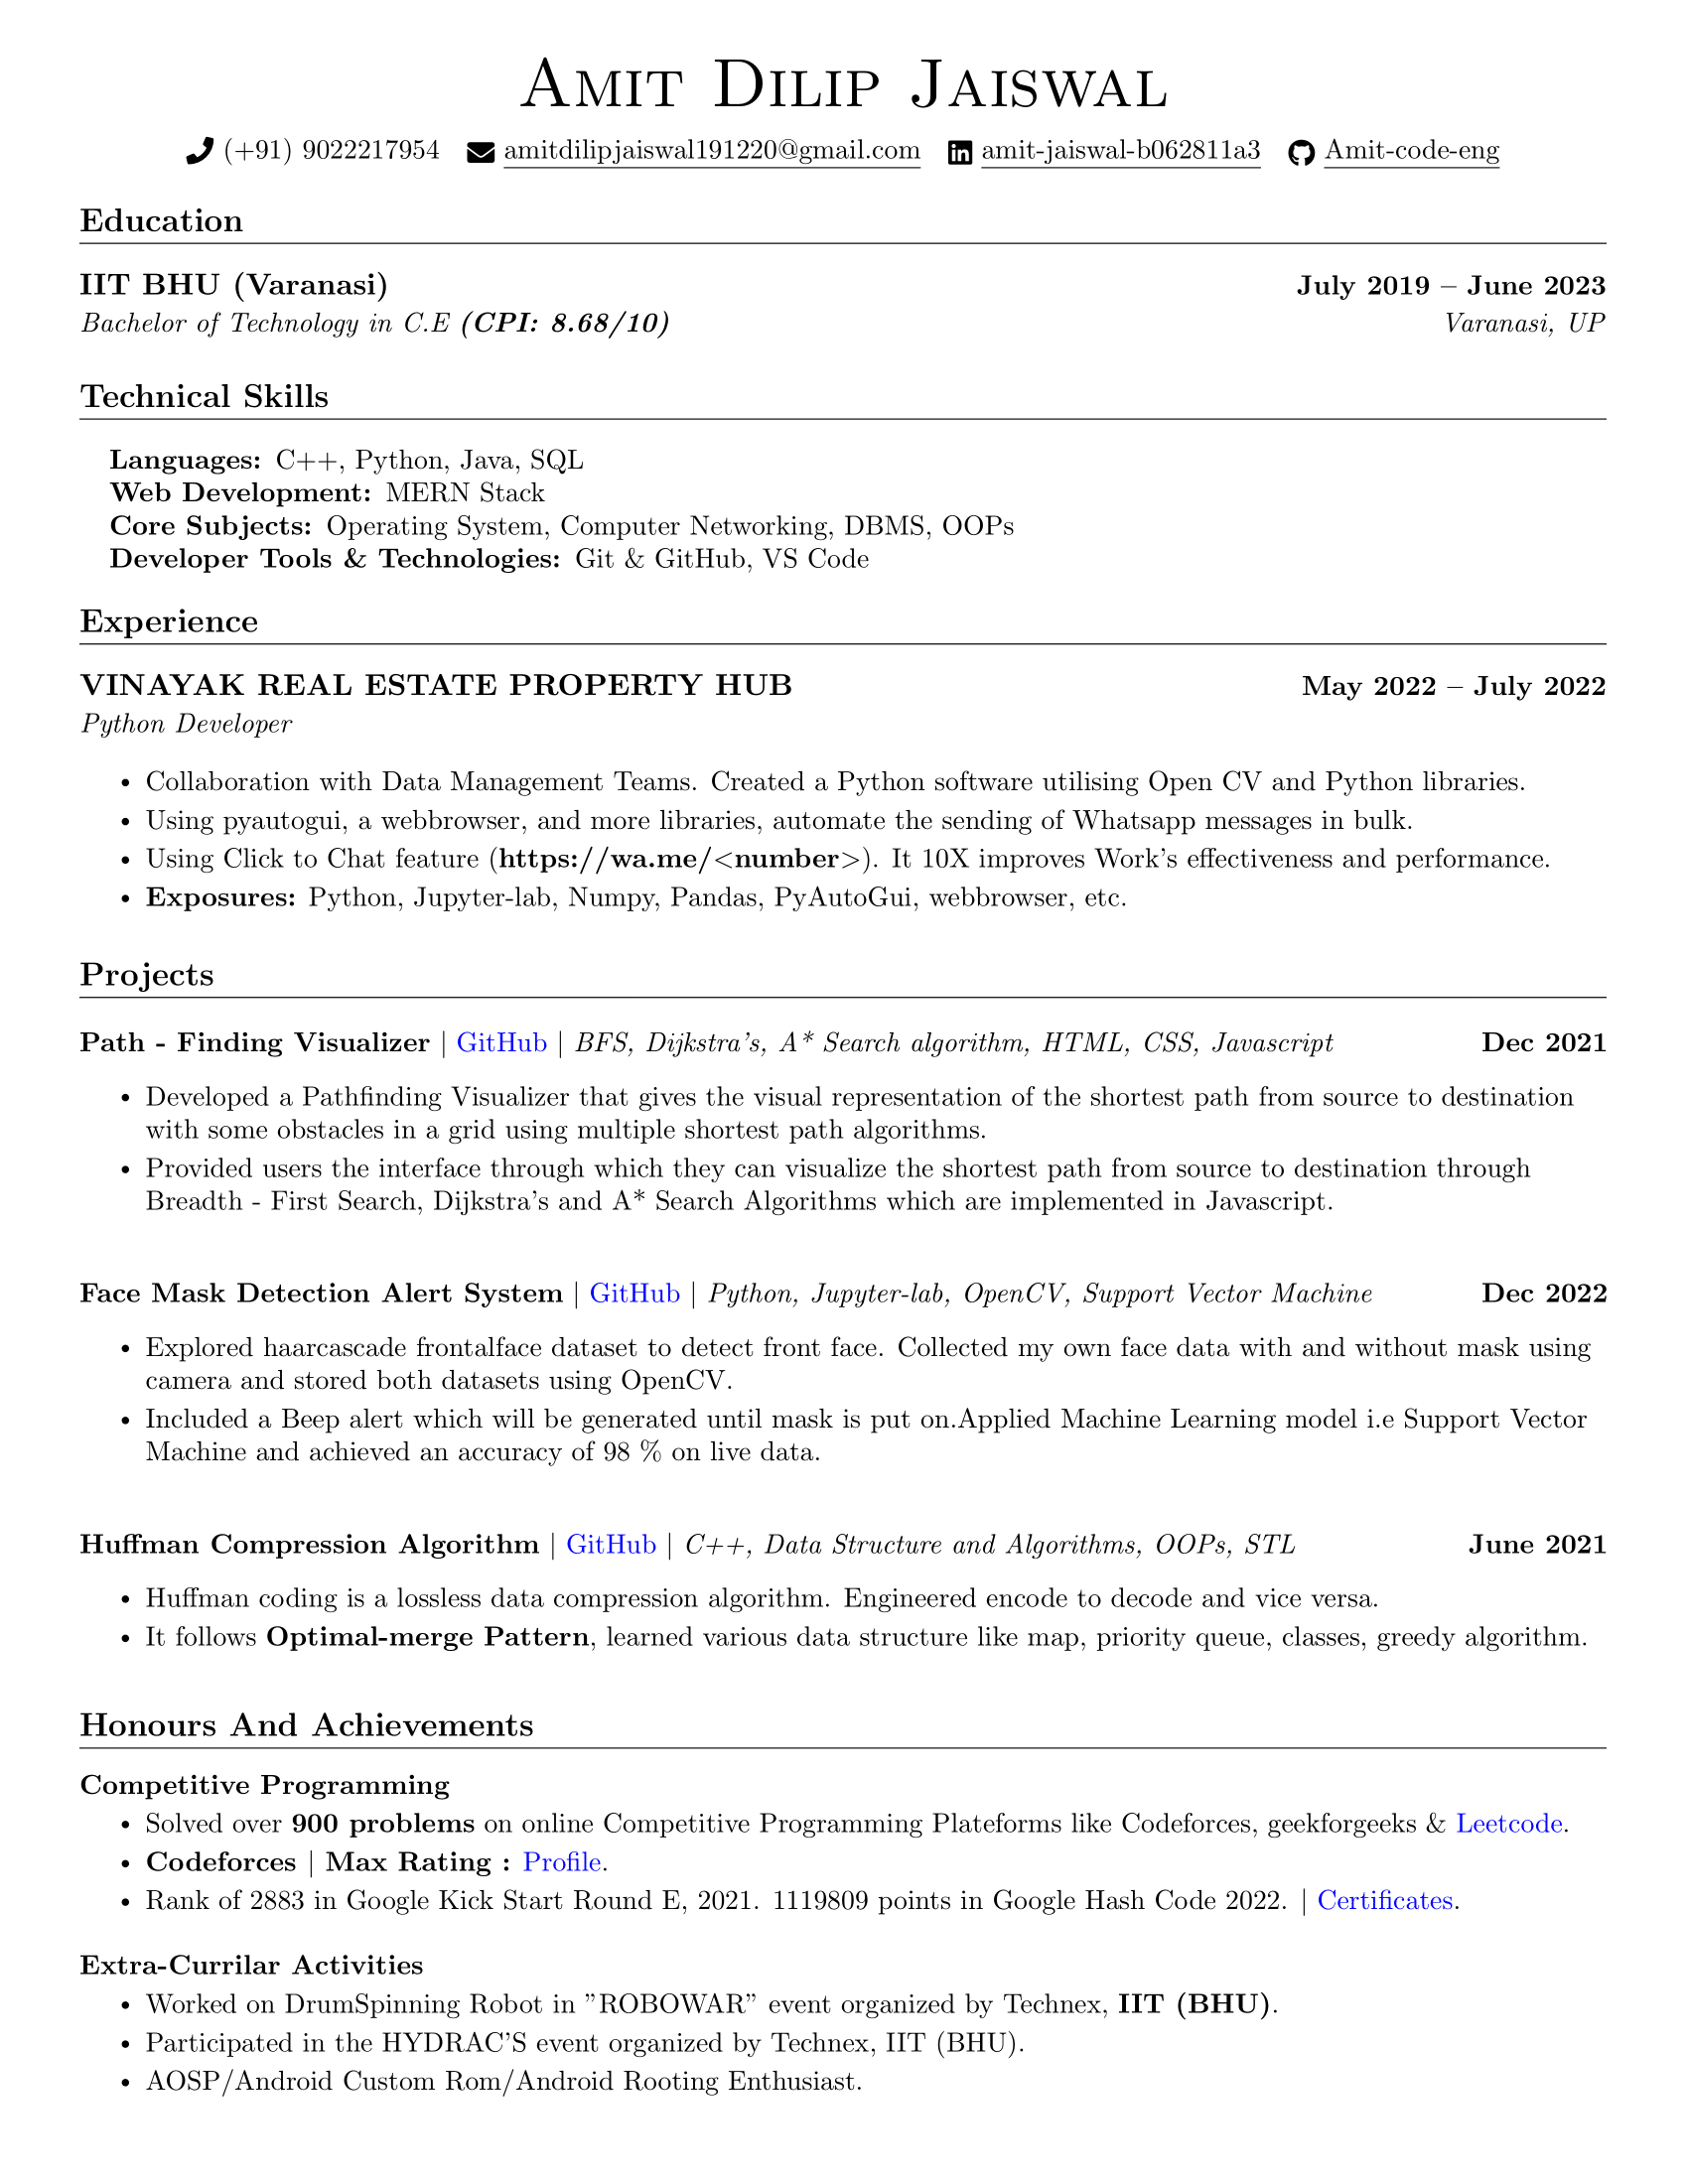 Amit Dilip Jaiswal
(+91) 9022217954 amitdilipjaiswal191220@gmail.com amit-jaiswal-b062811a3 Amit-code-eng
Education
IIT BHU (Varanasi) July 2019 – June 2023
Bachelor of Technology in C.E (CPI: 8.68/10) Varanasi, UP
Technical Skills
Languages: C++, Python, Java, SQL
Web Development: MERN Stack
Core Subjects: Operating System, Computer Networking, DBMS, OOPs
Developer Tools & Technologies: Git & GitHub, VS Code
Experience
VINAYAK REAL ESTATE PROPERTY HUB May 2022 – July 2022
Python Developer
• Collaboration with Data Management Teams. Created a Python software utilising Open CV and Python libraries.
• Using pyautogui, a webbrowser, and more libraries, automate the sending of Whatsapp messages in bulk.
• Using Click to Chat feature (https://wa.me/<number>). It 10X improves Work's effectiveness and performance.
• Exposures: Python, Jupyter-lab, Numpy, Pandas, PyAutoGui, webbrowser, etc.
Projects
Path - Finding Visualizer | GitHub | BFS, Dijkstra's, A* Search algorithm, HTML, CSS, Javascript Dec 2021
• Developed a Pathfinding Visualizer that gives the visual representation of the shortest path from source to destination
with some obstacles in a grid using multiple shortest path algorithms.
• Provided users the interface through which they can visualize the shortest path from source to destination through
Breadth - First Search, Dijkstra's and A* Search Algorithms which are implemented in Javascript.
Face Mask Detection Alert System | GitHub | Python, Jupyter-lab, OpenCV, Support Vector Machine Dec 2022
• Explored haarcascade frontalface dataset to detect front face. Collected my own face data with and without mask using
camera and stored both datasets using OpenCV.
• Included a Beep alert which will be generated until mask is put on.Applied Machine Learning model i.e Support Vector
Machine and achieved an accuracy of 98 % on live data.
Huffman Compression Algorithm | GitHub | C++, Data Structure and Algorithms, OOPs, STL June 2021
• Huffman coding is a lossless data compression algorithm. Engineered encode to decode and vice versa.
• It follows Optimal-merge Pattern, learned various data structure like map, priority queue, classes, greedy algorithm.
Honours And Achievements
Competitive Programming
• Solved over 900 problems on online Competitive Programming Plateforms like Codeforces, geekforgeeks & Leetcode.
• Codeforces | Max Rating : Profile.
• Rank of 2883 in Google Kick Start Round E, 2021. 1119809 points in Google Hash Code 2022. | Certificates.
Extra-Currilar Activities
• Worked on DrumSpinning Robot in "ROBOWAR" event organized by Technex, IIT (BHU).
• Participated in the HYDRAC'S event organized by Technex, IIT (BHU).
• AOSP/Android Custom Rom/Android Rooting Enthusiast.